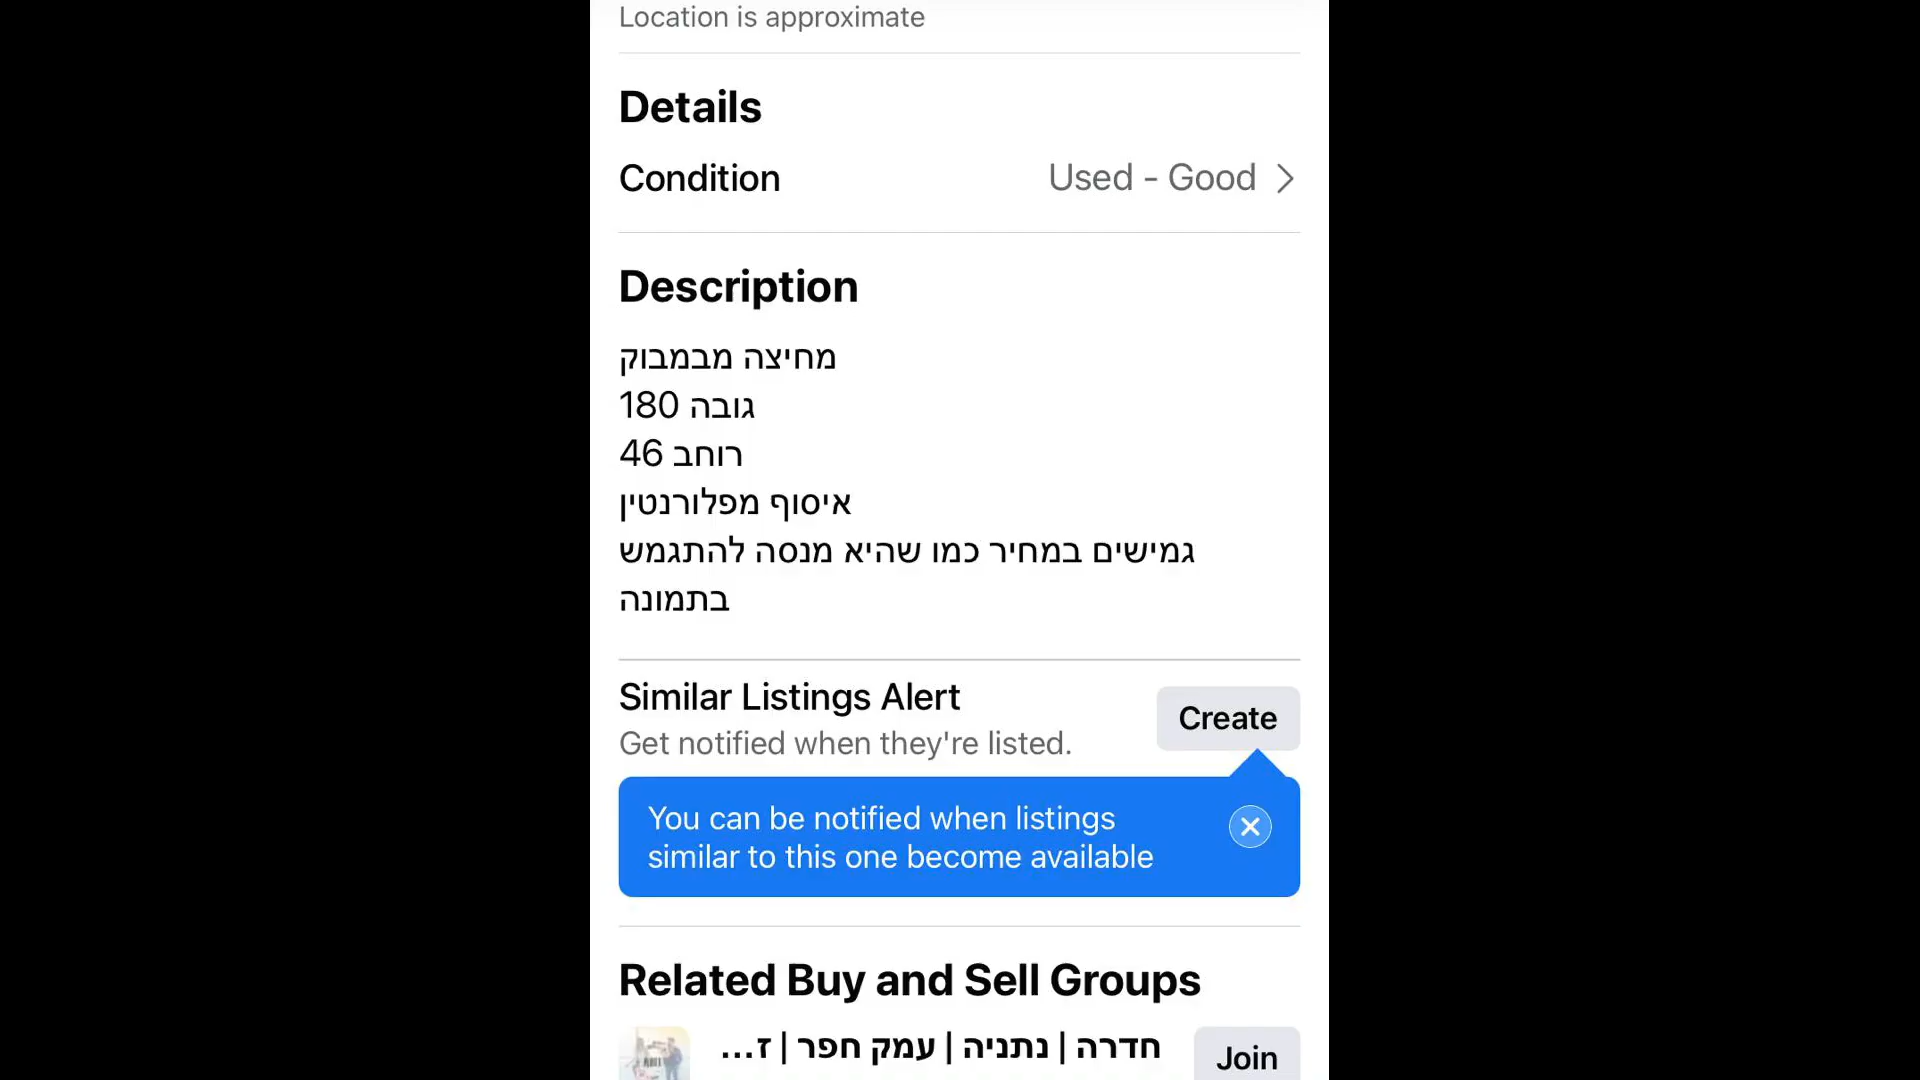 Location is approximate
Details
Condition
Used - Good
Description
מחיצה מבמבוק
גובה 180
רוחב 46
איסוף מפלורנטין
גמישים במחיר כמו שהיא מנסה להתגמש
בתמונה
Similar Listings Alert
Create
Get notified when they're listed.
You can be notified when listings
similar to this one become available
Related Buy and Sell Groups
חדרה | נתניה | עמק חפר | ז...
Join